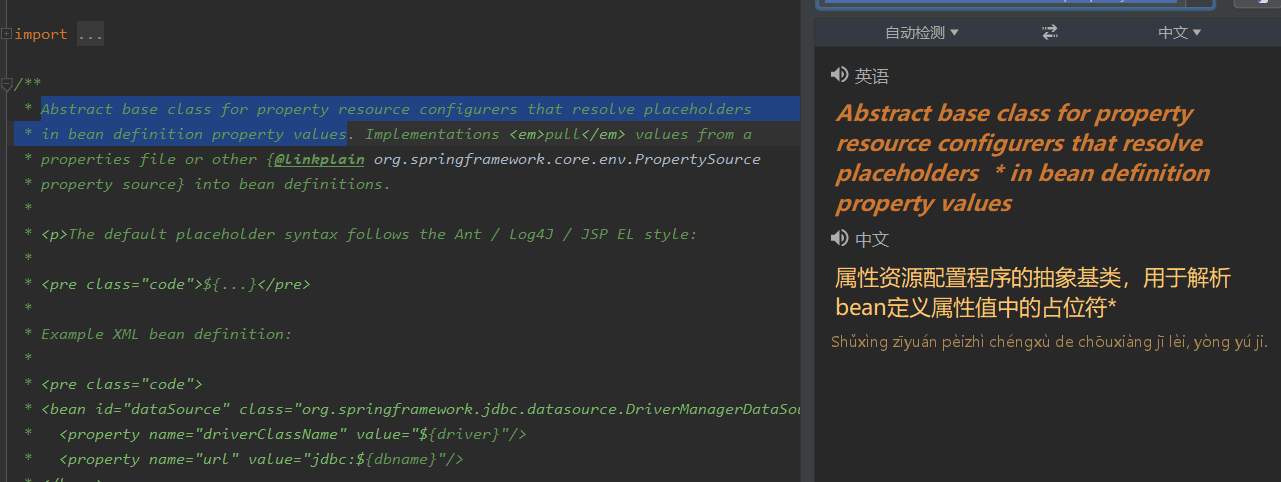 import ...
/**
* Abstract base class for property resource configurers that resolve placeholders
* in bean definition property values. Implementations <em>pull</em> values from a
* properties file or other {@linkplain org.springframework.core.env.PropertySource
* property source} into bean definitions.
*
* <p>The default placeholder syntax follows the Ant / Log4J / JSP EL style:
*
* <pre class="code">${...}</pre>
*
* Example XML bean definition:
*
* <pre class="code">
* <bean id="dataSource" class="org.springframework.jdbc.datasource.DriverManagerDataSou
*   <property name="driverClassName" value="${driver}"/>
*   <property name="url" value="jdbc:${dbname}"/>
自动检测
中文
英语
Abstract base class for property
resource configurers that resolve
placeholders * in bean definition
property values
中文
属性资源配置程序的抽象基类，用于解析
bean定义属性值中的占位符*
Shǔxìng zīyuán pèizhì chéngxù de chōuxiàng jī lèi, yòng yú ji.